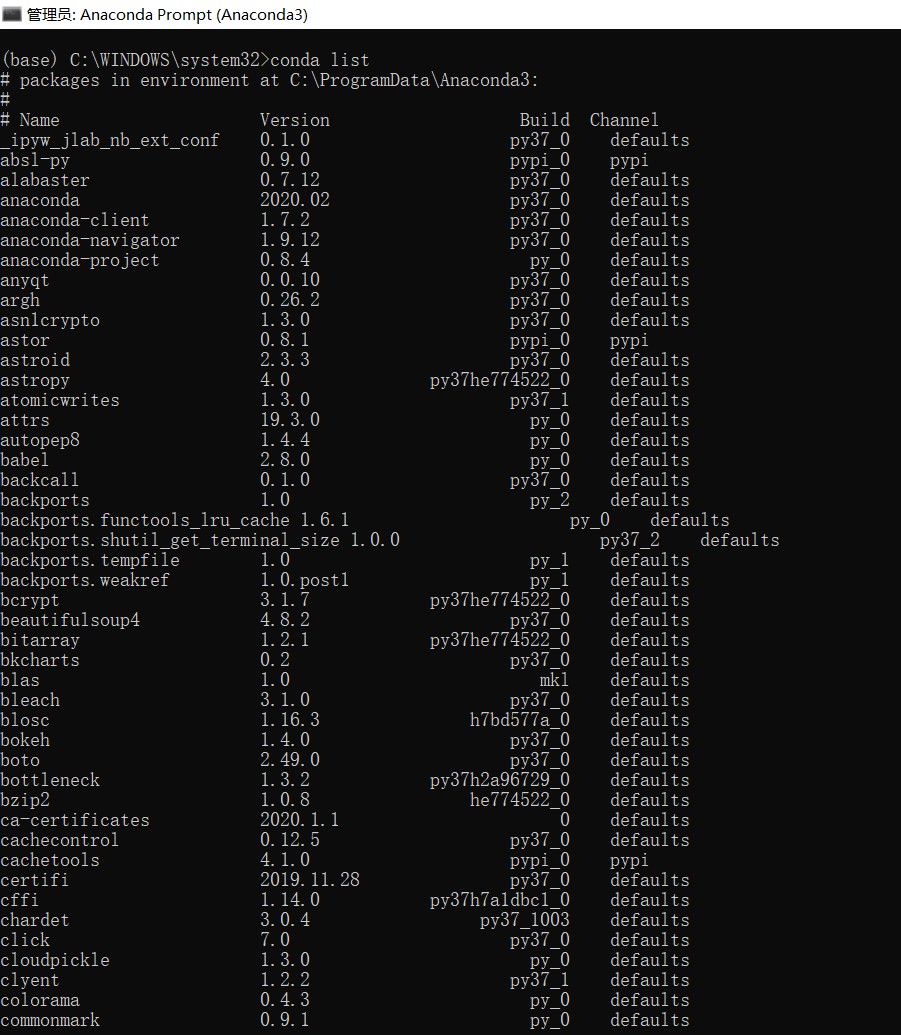 管理员: Anaconda Prompt (Anaconda3)
(base) C:\WINDOWS\system32>conda list
# packages in environment at C:\ProgramData\Anaconda3:
#
# Name Version Build Channel
_ipyw_jlab_nb_ext_conf 0.1.0 py37_0 defaults
absl-py 0.9.0 pypi_0 pypi
alabaster 0.7.12 py37_0 defaults
anaconda 2020.02 py37_0 defaults
anaconda-client 1.7.2 py37_0 defaults
anaconda-navigator 1.9.12 py37_0 defaults
anaconda-project 0.8.4 py_0 defaults
anyqt 0.0.10 py37_0 defaults
argh 0.26.2 py37_0 defaults
asn1crypto 1.3.0 py37_0 defaults
astor 0.8.1 pypi_0 pypi
astroid 2.3.3 py37_0 defaults
astropy 4.0 py37he774522_0 defaults
atomicwrites 1.3.0 py37_1 defaults
attrs 19.3.0 py_0 defaults
autopep8 1.4.4 py_0 defaults
babel 2.8.0 py_0 defaults
backcall 0.1.0 py37_0 defaults
backports 1.0 py_2 defaults
backports.functools_lru_cache 1.6.1 py_0 defaults
backports.shutil_get_terminal_size 1.0.0 py37_2 defaults
backports.tempfile 1.0 py_1 defaults
backports.weakref 1.0.post1 py_1 defaults
bcrypt 3.1.7 py37he774522_0 defaults
beautifulsoup4 4.8.2 py37_0 defaults
bitarray 1.2.1 py37he774522_0 defaults
bkcharts 0.2 py37_0 defaults
blas 1.0 mkl defaults
bleach 3.1.0 py37_0 defaults
blosc 1.16.3 h7bd577a_0 defaults
bokeh 1.4.0 py37_0 defaults
boto 2.49.0 py37_0 defaults
bottleneck 1.3.2 py37h2a96729_0 defaults
bzip2 1.0.8 he774522_0 defaults
ca-certificates 2020.1.1 0 defaults
cachecontrol 0.12.5 py37_0 defaults
cachetools 4.1.0 pypi_0 pypi
certifi 2019.11.28 py37_0 defaults
cffi 1.14.0 py37h7a1dbc1_0 defaults
chardet 3.0.4 py37_1003 defaults
click 7.0 py37_0 defaults
cloudpickle 1.3.0 py_0 defaults
clyent 1.2.2 py37_1 defaults
colorama 0.4.3 py_0 defaults
commonmark 0.9.1 py_0 defaults